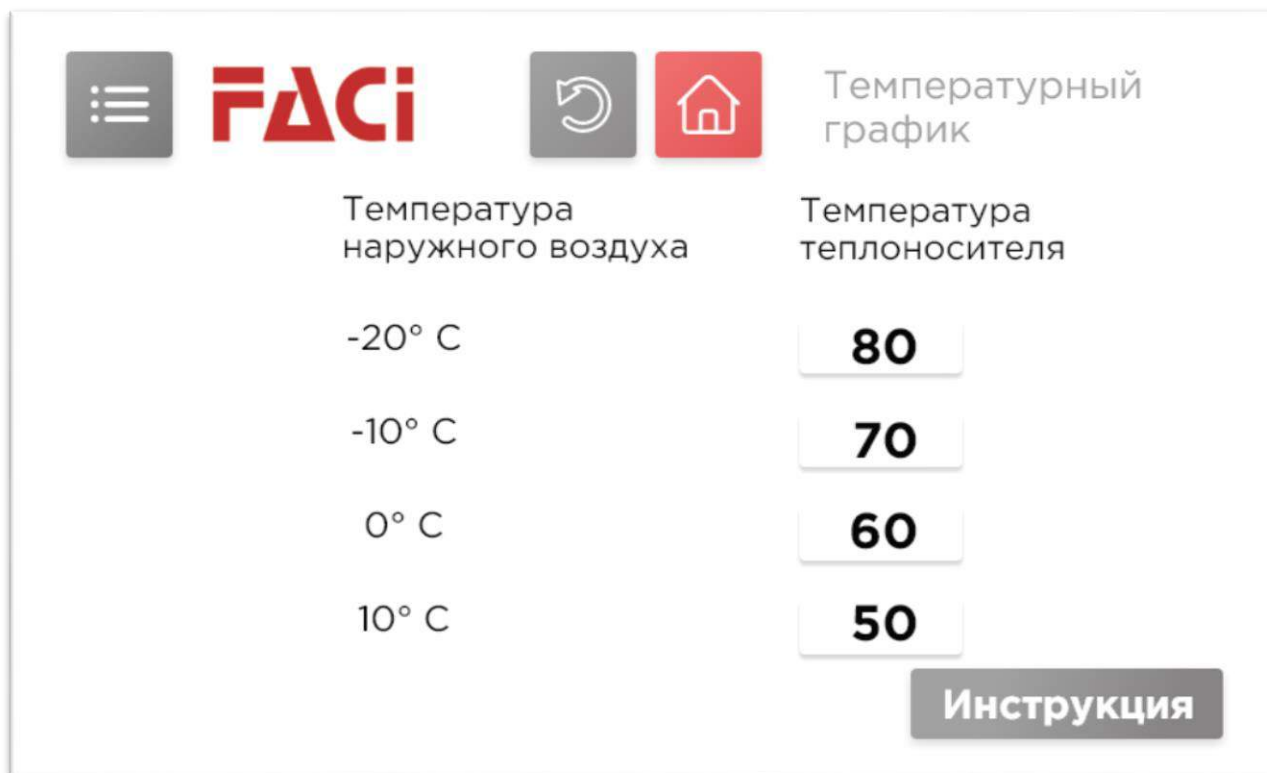 FACi
Температурный
график
Температура
наружного воздуха
Температура
теплоносителя
-20° C
80
-10° C
70
0° C
60
10° C
50
Инструкция